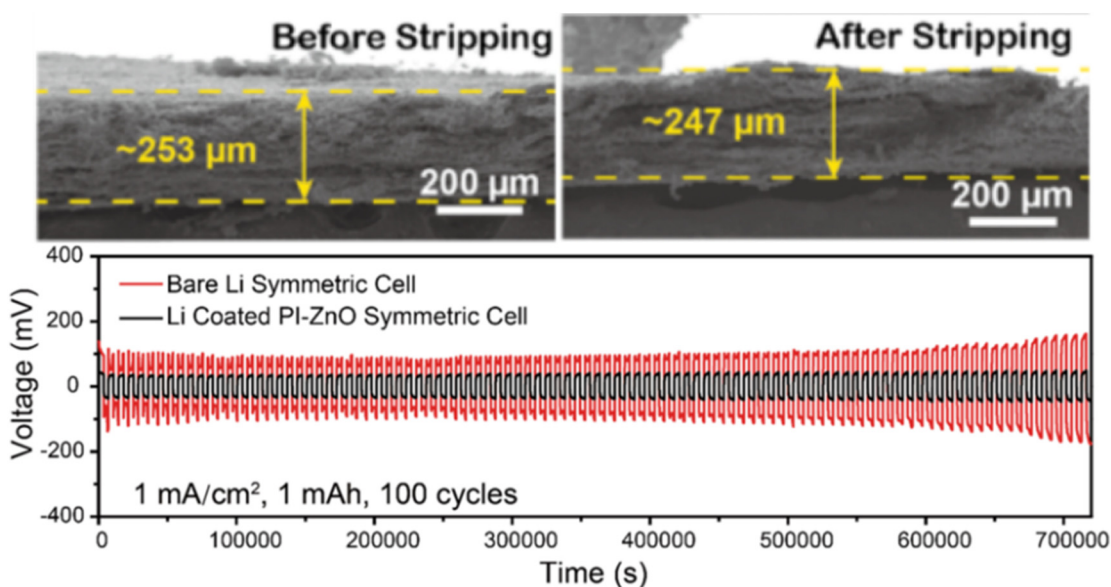 Before Stripping
~253 µm
200 µm
After Stripping
~247 µm
200 µm
400
200
0
-200
-400
Voltage (mV)
Bare Li Symmetric Cell
Li Coated PI-ZnO Symmetric Cell
1 mA/cm², 1 mAh, 100 cycles
0 100000 200000 300000 400000 500000 600000 700000
Time (s)